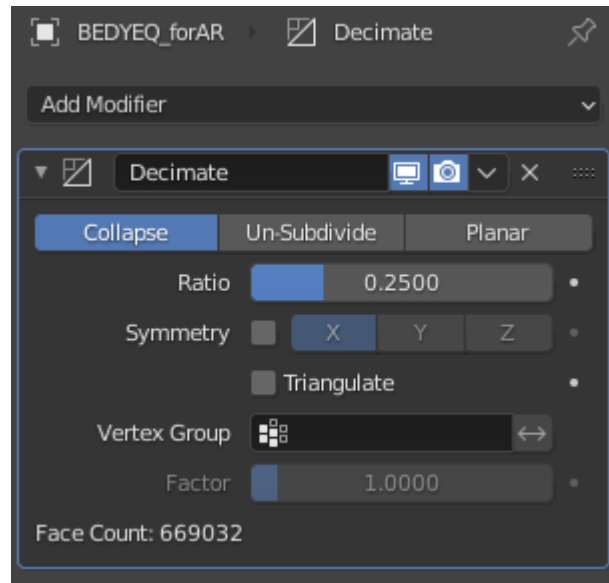 BEDYEQ_forAR Decimate
Add Modifier
Decimate
Collapse Un-Subdivide Planar
Ratio 0.2500
Symmetry X Y Z
Triangulate
Vertex Group
Factor 1.0000
Face Count: 669032